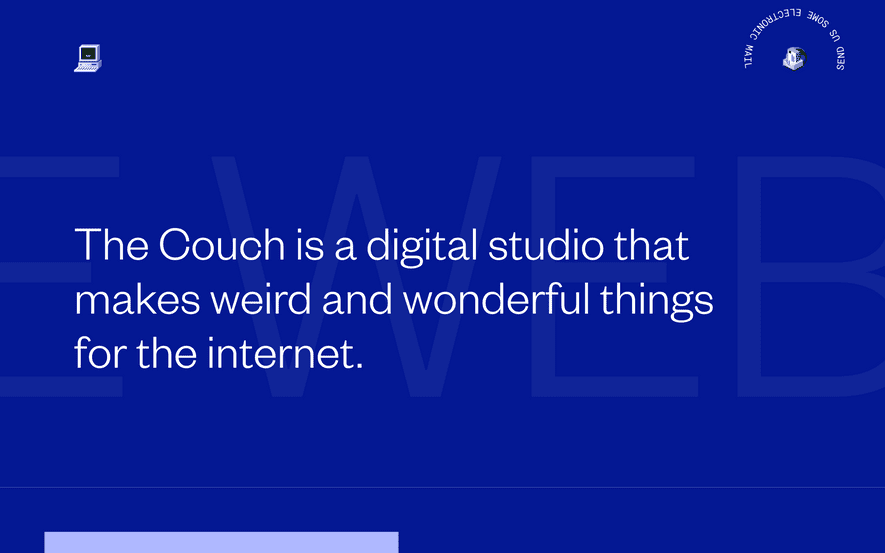 SEND US SOME ELECTRONIC MAIL
E WEB
The Couch is a digital studio that
makes weird and wonderful things
for the internet.